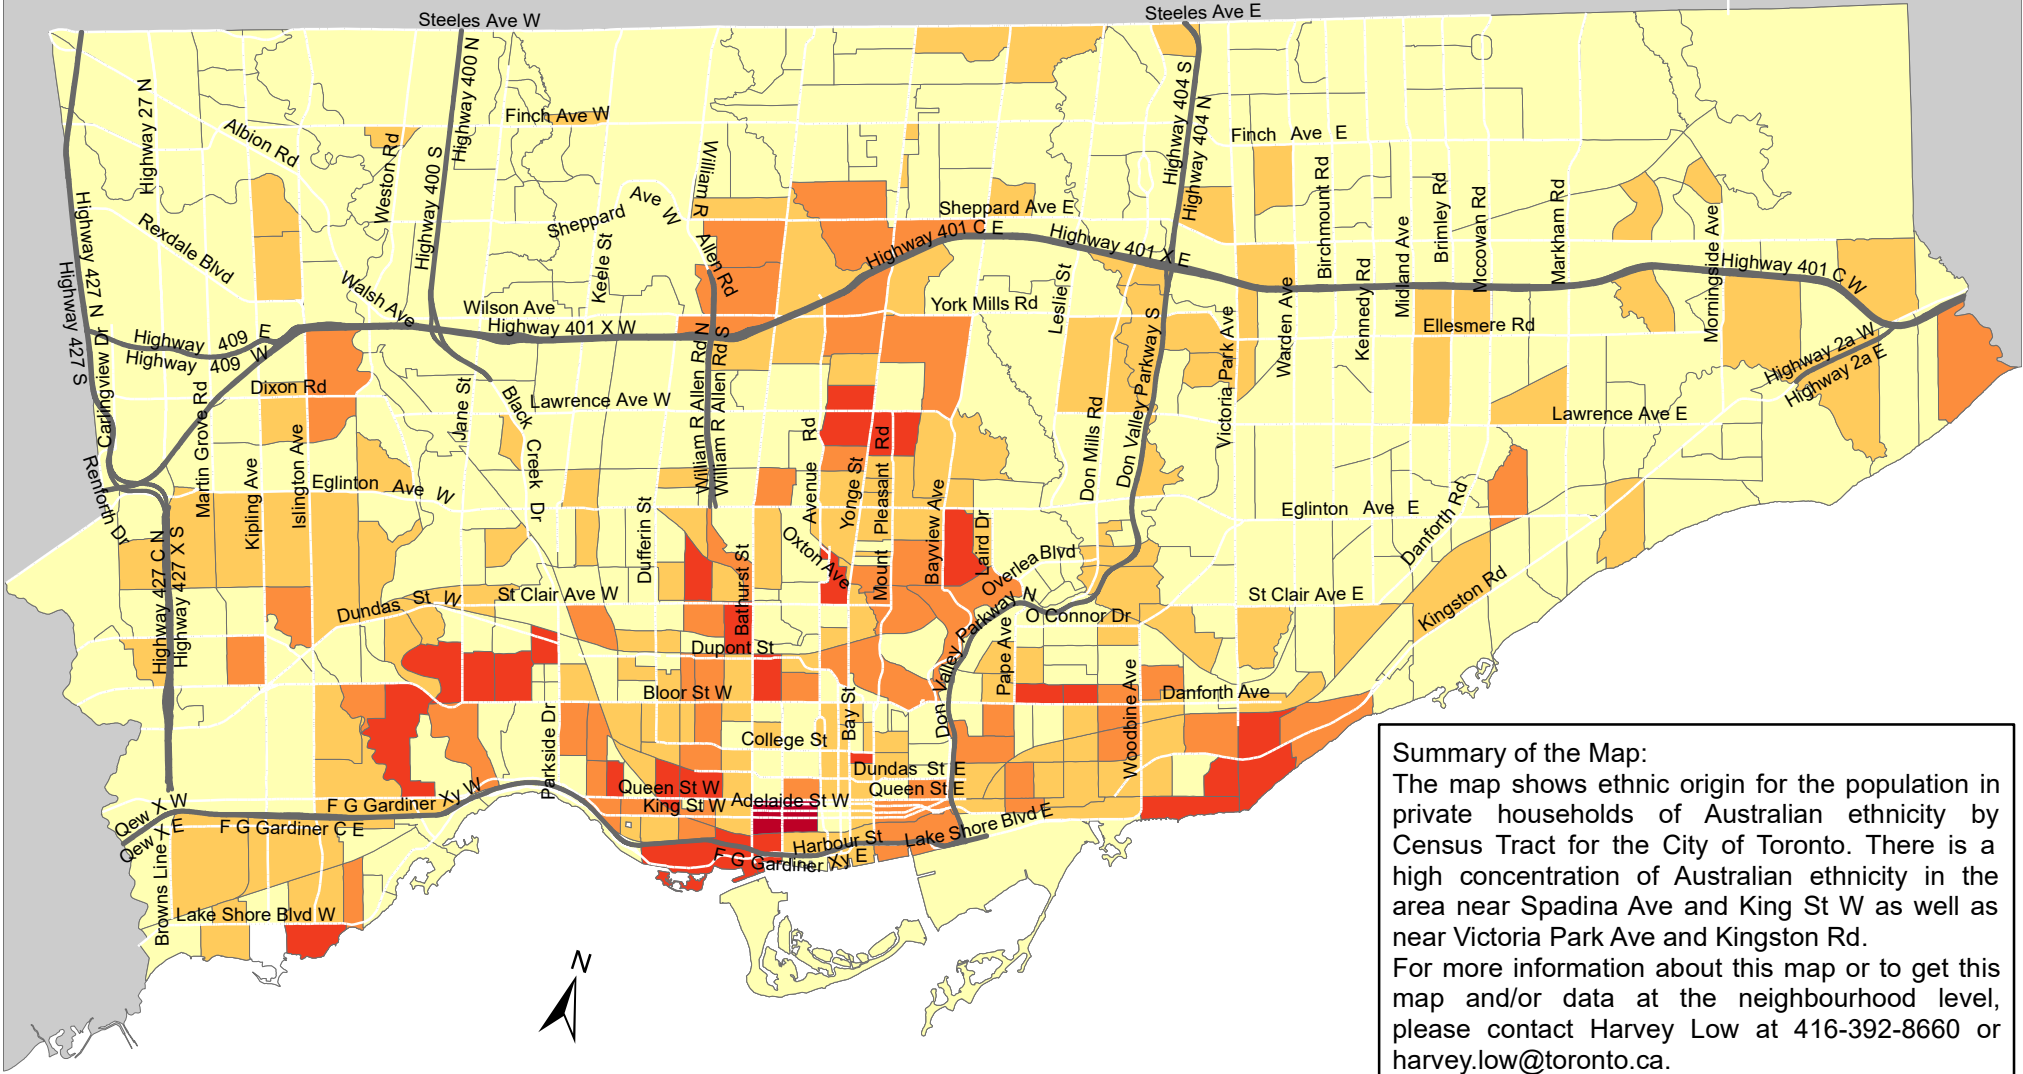 Steeles Ave W
Steeles Ave E
Highway 27 N
Albion Rd
Weston Rd
Highway 400 N
Highway 400 S
Finch Ave W
William R Allen Rd
Highway 404 S
Highway 404 N
Finch Ave E
Highway 427 N
Highway 427 S
Rexdale Blvd
Sheppard Ave W
Keele St
Sheppard Ave E
Highway 401 C E
Highway 401 X E
Birchmount Rd
Midland Ave
Brimley Rd
Mccowan Rd
Markham Rd
Morningside Ave
Highway 401 C W
Walsh Ave
Wilson Ave
Highway 401 X W
York Mills Rd
Leslie St
Warden Ave
Kennedy Rd
Ellesmere Rd
Highway 409 E
Highway 409 W
Carlingview Dr
Dixon Rd
Martin Grove Rd
Kipling Ave
Islington Ave
Jane St
Black Creek Dr
Lawrence Ave W
William R Allen Rd N
William R Allen Rd S
Avenue Rd
Yonge St
Mount Pleasant Rd
Bayview Ave
Don Mills Rd
Don Valley Parkway S
Victoria Park Ave
Lawrence Ave E
Highway 2a W
Highway 2a E
Renforth Dr
Eglinton Ave W
Dufferin St
Bathurst St
Oxton Ave
Laird Dr
Overlea Blvd
Eglinton Ave E
Danforth Rd
Highway 427 C N
Highway 427 X S
Dundas St W
St Clair Ave W
Don Valley Parkway N
O Connor Dr
St Clair Ave E
Kingston Rd
Dupont St
Bloor St W
Bay St
Pape Ave
Woodbine Ave
Danforth Ave
Parkside Dr
College St
Dundas St E
Queen St W
Queen St E
King St W
Adelaide St W
Qew X W
Qew X E
F G Gardiner Xy W
F G Gardiner C E
Browns Line
Harbour St
Lake Shore Blvd E
F G Gardiner Xy E
Lake Shore Blvd W
N
Summary of the Map:
The map shows ethnic origin for the population in
private households of Australian ethnicity by
Census Tract for the City of Toronto. There is a
high concentration of Australian ethnicity in the
area near Spadina Ave and King St W as well as
near Victoria Park Ave and Kingston Rd.
For more information about this map or to get this
map and/or data at the neighbourhood level,
please contact Harvey Low at 416-392-8660 or
harvey.low@toronto.ca.